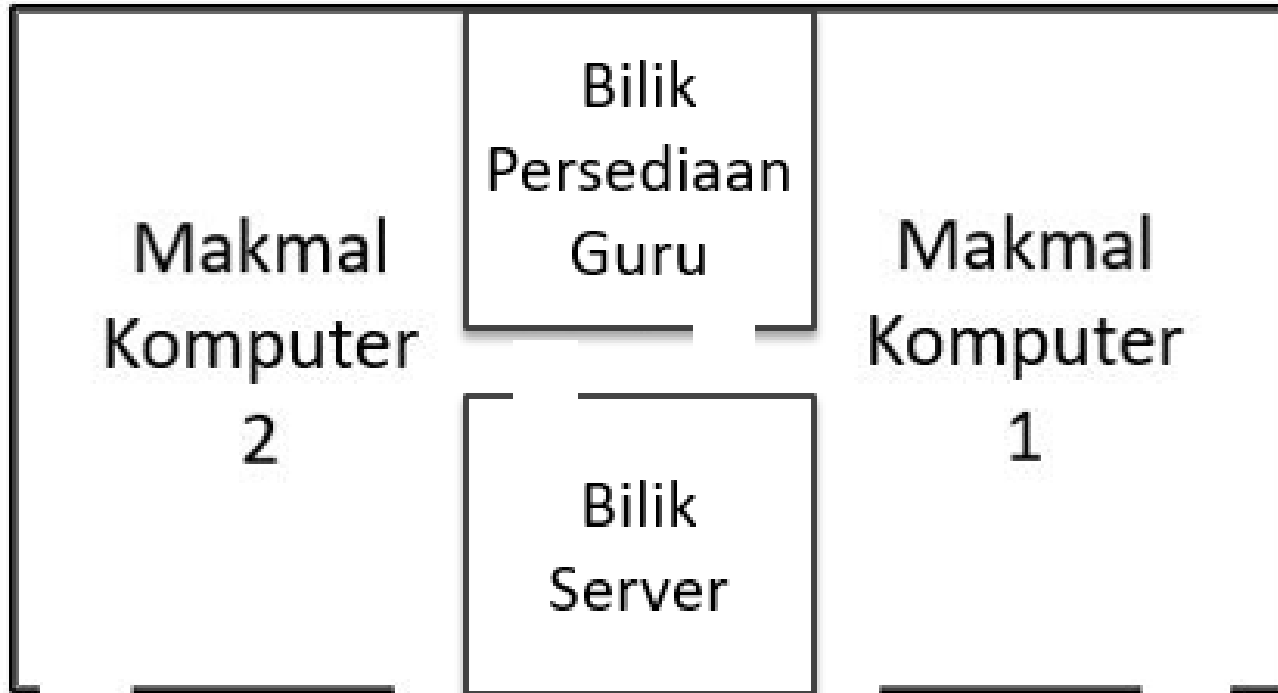 Makmal
Komputer
2
Bilik
Persediaan
Guru
Bilik
Server
Makmal
Komputer
1